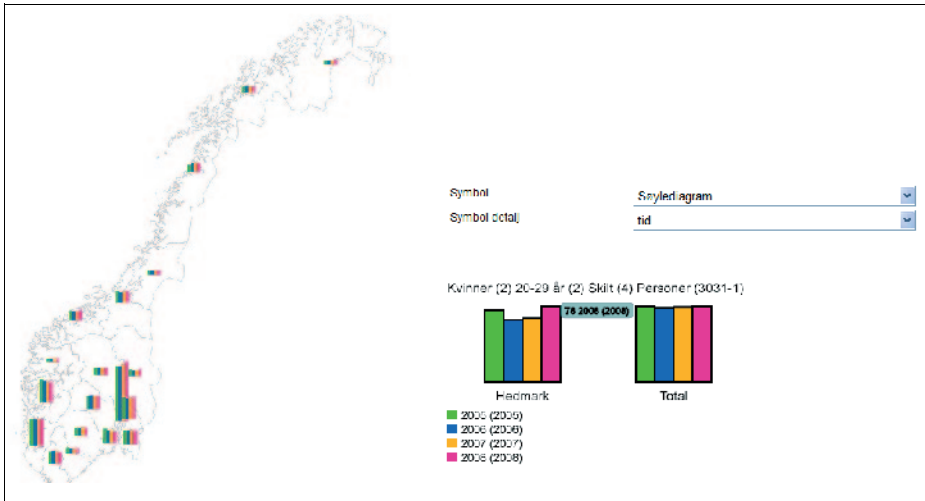 Symbol
Søylediagram
Symbol detalj
tid
Kvinner (2) 20-29 år (2) Skilt (4) Personer (3031-1)
78 2008 (2008)
Hedmark
Total
2005 (2005)
2006 (2006)
2007 (2007)
2008 (2008)